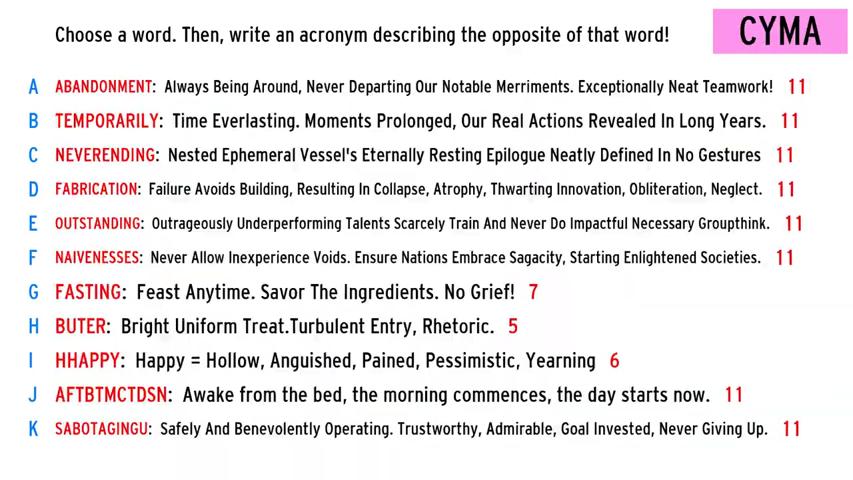 Choose a word. Then, write an acronym describing the opposite of that word!
CYMA
A ABANDONMENT: Always Being Around, Never Departing Our Notable Merriments. Exceptionally Neat Teamwork! 11
B TEMPORARILY: Time Everlasting. Moments Prolonged, Our Real Actions Revealed In Long Years. 11
C NEVERENDING: Nested Ephemeral Vessel's Eternally Resting Epilogue Neatly Defined In No Gestures 11
D FABRICATION: Failure Avoids Building, Resulting In Collapse, Atrophy, Thwarting Innovation, Obliteration, Neglect. 11
E OUTSTANDING: Outrageously Underperforming Talents Scarcely Train And Never Do Impactful Necessary Groupthink. 11
F NAIVENESSES: Never Allow Inexperience Voids. Ensure Nations Embrace Sagacity, Starting Enlightened Societies. 11
G FASTING: Feast Anytime. Savor The Ingredients. No Grief! 7
H BUTER: Bright Uniform Treat.Turbulent Entry, Rhetoric. 5
I HHAPPY: Happy = Hollow, Anguished, Pained, Pessimistic, Yearning 6
J AFTBTMCTDSN: Awake from the bed, the morning commences, the day starts now. 11
K SABOTAGINGU: Safely And Benevolently Operating. Trustworthy, Admirable, Goal Invested, Never Giving Up. 11